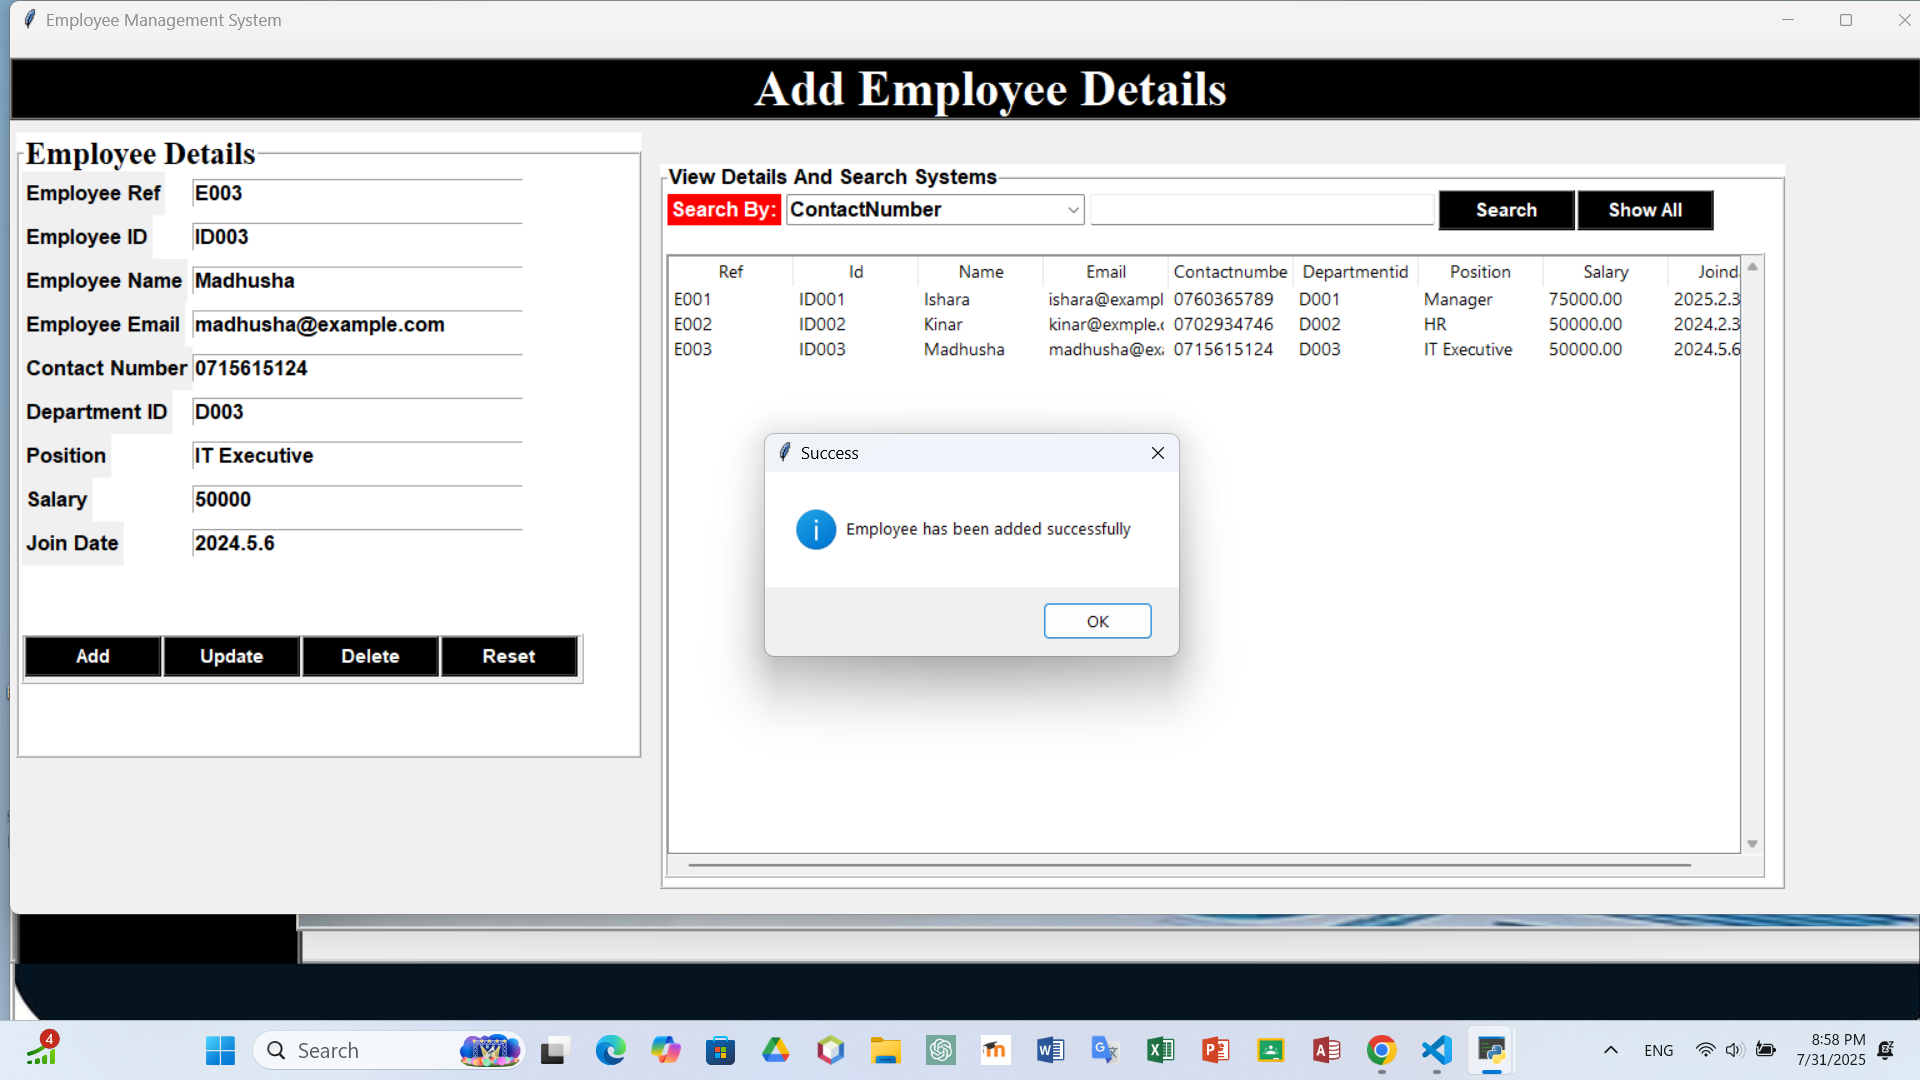 Employee Management System
Add Employee Details
Employee Details
Employee Ref E003
Employee ID ID003
Employee Name Madhusha
Employee Email madhusha@example.com
Contact Number 0715615124
Department ID D003
Position IT Executive
Salary 50000
Join Date 2024.5.6
Add Update Delete Reset
View Details And Search Systems
Search By: ContactNumber Search Show All
Ref Id Name Email Contactnumbe Departmentid Position Salary Joind
E001 ID001 Ishara ishara@exampl 0760365789 D001 Manager 75000.00 2025.2.3
E002 ID002 Kinar kinar@exmple.c 0702934746 D002 HR 50000.00 2024.2.3
E003 ID003 Madhusha madhusha@exa 0715615124 D003 IT Executive 50000.00 2024.5.6
Success
Employee has been added successfully
OK
4
Search
ENG
8:58 PM
7/31/2025